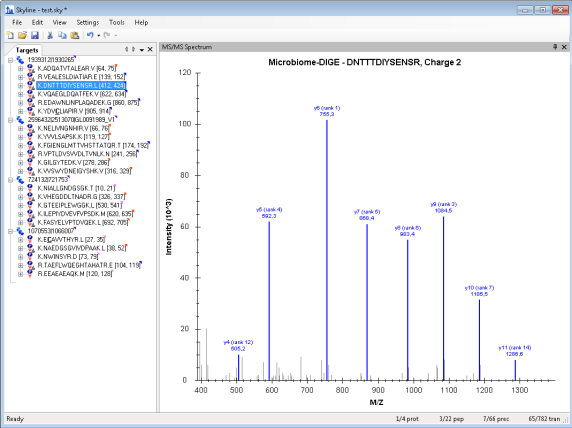 Skyline - test.sky *
File Edit View Settings Tools Help
Targets
1939312|1930265
K.ADQATVTALEAR.V [64, 75]
R.VEALESLDIATIAR.E [139, 152]
K.DNTTTDIYSENSR.L [412, 424]
K.VQAEGLDQATFEK.V [622, 634]
R.EDAWNLINPLAQADEK.G [860, 875]
K.YDVCLIAPIR.V [905, 914]
2596432|2513070|GL0091989_V1
K.NELIVNGNHIR.V [66, 76]
K.YVVLSAPSK.K [119, 127]
K.FGIENGLMTTVHSTTATQR.T [174, 192]
R.VPTLDVSVVDLTVNLK.N [241, 256]
K.GILGYTEDK.V [278, 286]
K.VVSWYDNEIGYSHK.V [316, 329]
724132|721753
K.NIALLGNDGSGK.T [10, 21]
K.VHEGDDLTNADR.G [326, 337]
K.GTEEIPLEWGGK.L [530, 541]
K.ILEPIYDVEVFVPSDK.M [620, 635]
K.FASYELVPTDVQEK.L [692, 705]
1070553|1066007
K.ECAVVTHYR.L [27, 35]
K.NAEDGSGVIVDPAAK.L [38, 52]
K.NWINSYR.D [73, 79]
R.TAEFLWQEGHTAHATR.E [104, 119]
R.EEAEAEAQK.M [120, 128]
MS/MS Spectrum
Microbiome-DIGE - DNTTTDIYSENSR, Charge 2
Intensity (10^3)
120
100
80
60
40
20
0
y6 (rank 1)
755,3
y5 (rank 4)
592,3
y7 (rank 5)
868,4
y8 (rank 6)
983,4
y9 (rank 3)
1084,5
y10 (rank 7)
1185,5
y4 (rank 12)
505,2
y11 (rank 14)
1286,6
400 500 600 700 800 900 1000 1100 1200 1300
M/Z
Ready 1/4 prot 3/22 pep 7/66 prec 65/782 tran